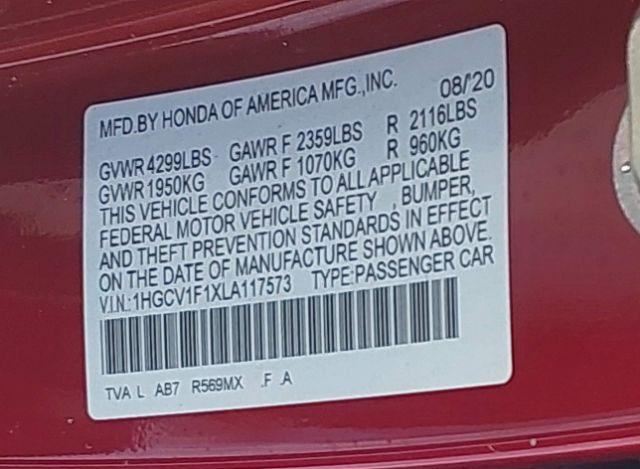 MFD.BY HONDA OF AMERICA MFG.,INC. 08/'20
GVWR 4299LBS GAWR F 2359LBS R 2116LBS
GVWR 1950KG GAWR F 1070KG R 960KG
THIS VEHICLE CONFORMS TO ALL APPLICABLE
FEDERAL MOTOR VEHICLE SAFETY , BUMPER,
AND THEFT PREVENTION STANDARDS IN EFFECT
ON THE DATE OF MANUFACTURE SHOWN ABOVE.
V.I.N.:1HGCV1F1XLA117573 TYPE:PASSENGER CAR
TVA L AB7 R569MX .F .A